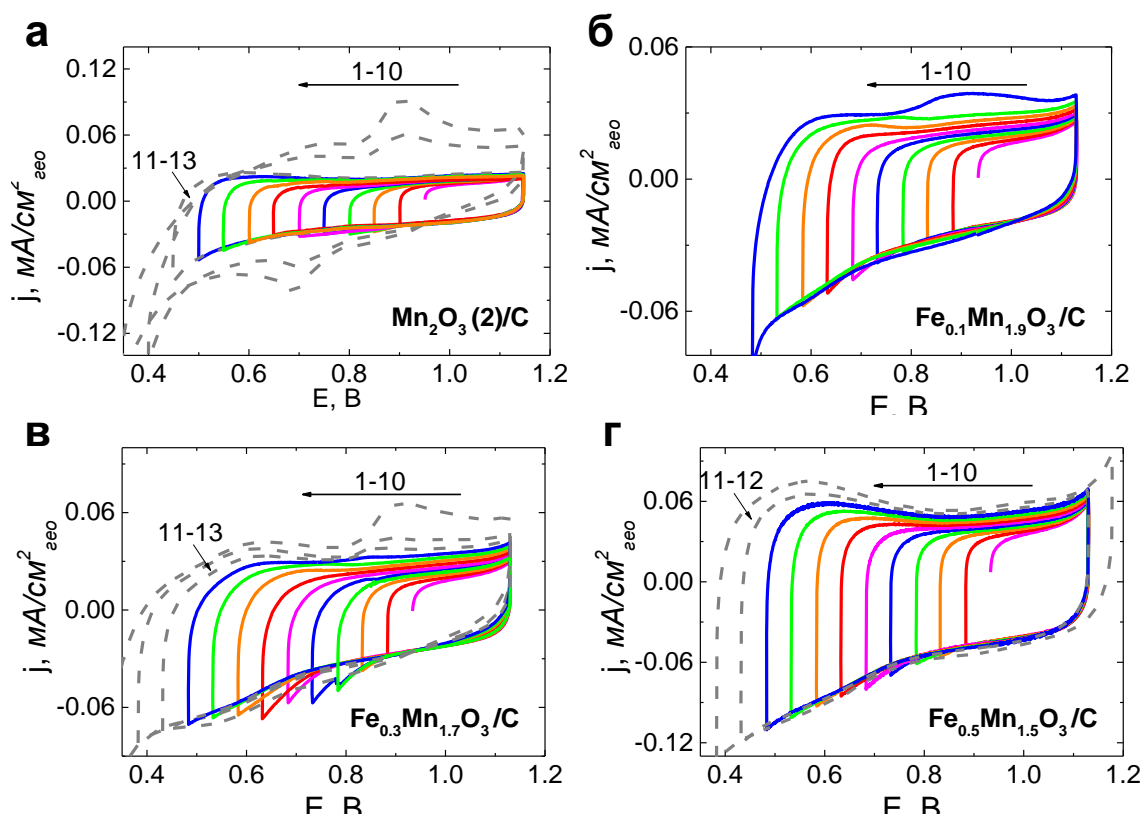 а
j, мА/см²гео
0.12
0.06
0.00
-0.06
-0.12
1-10
11-13
Mn₂O₃ (2)/C
0.4 0.6 0.8 1.0 1.2
E, В
б
j, мА/см²гео
0.06
0.00
-0.06
1-10
Fe₀.₁Mn₁.₉O₃/C
0.4 0.6 0.8 1.0 1.2
E, В
в
j, мА/см²гео
0.06
0.00
-0.06
1-10
11-13
Fe₀.₃Mn₁.₇O₃/C
0.4 0.6 0.8 1.0 1.2
E, В
г
j, мА/см²гео
0.06
0.00
-0.06
-0.12
1-10
11-12
Fe₀.₅Mn₁.₅O₃/C
0.4 0.6 0.8 1.0 1.2
E, В